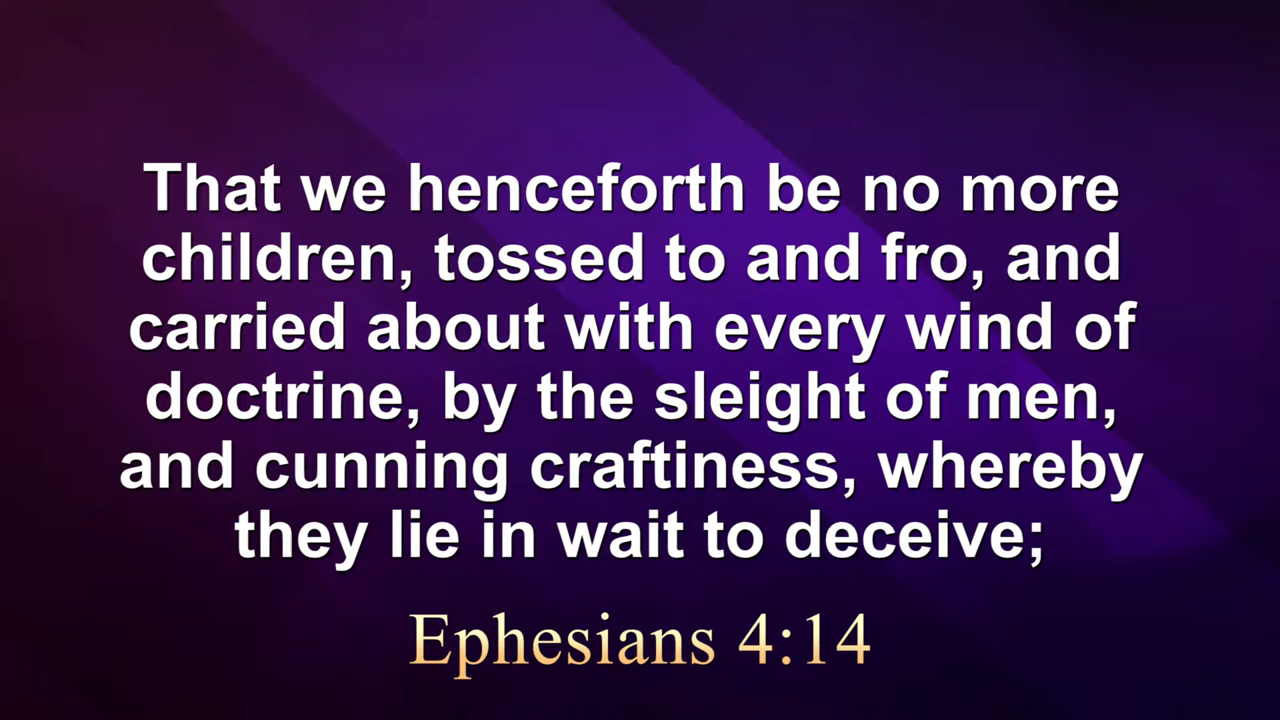 That we henceforth be no more
children, tossed to and fro, and
carried about with every wind of
doctrine, by the sleight of men,
and cunning craftiness, whereby
they lie in wait to deceive;
Ephesians 4:14